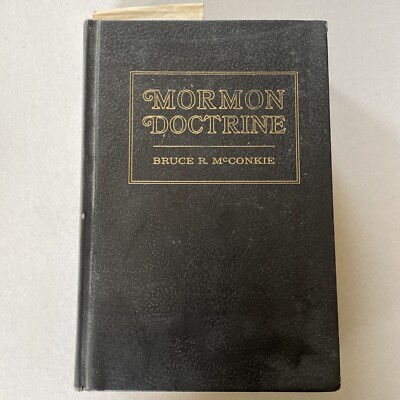 MORMON
DOCTRINE
BRUCE R. McCONKIE